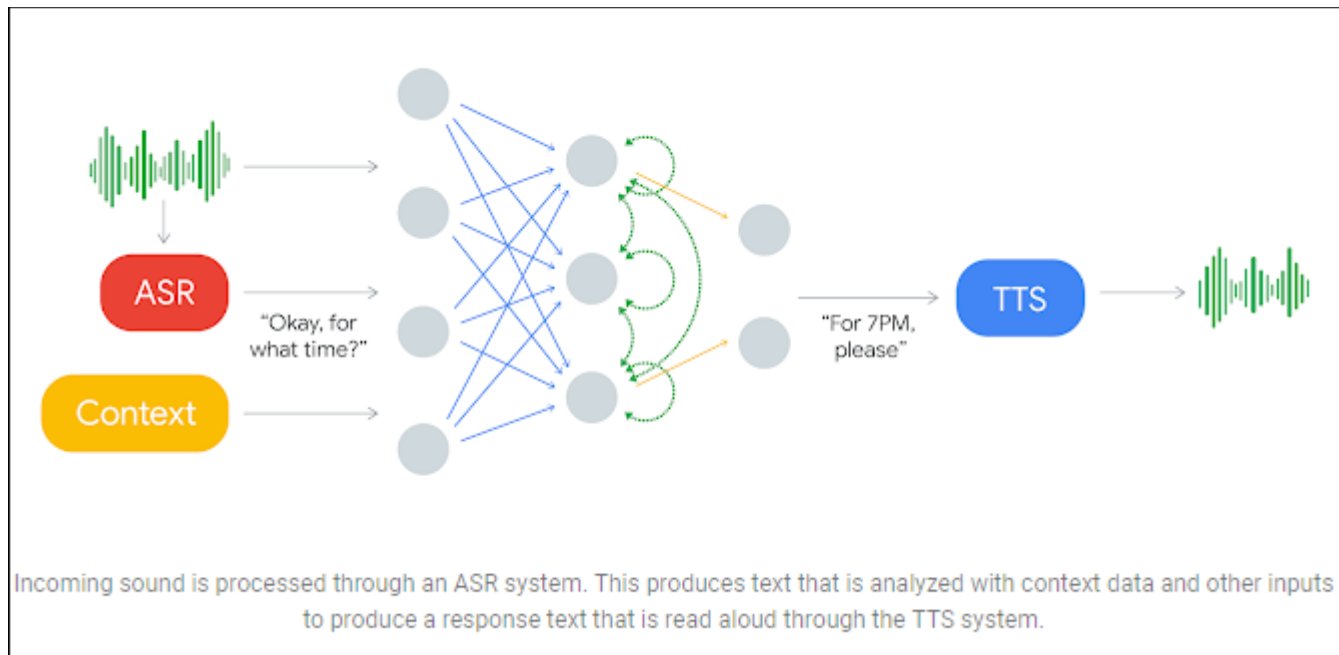 ASR
"Okay, for
what time?"
Context
"For 7PM,
please"
TTS
Incoming sound is processed through an ASR system. This produces text that is analyzed with context data and other inputs
to produce a response text that is read aloud through the TTS system.